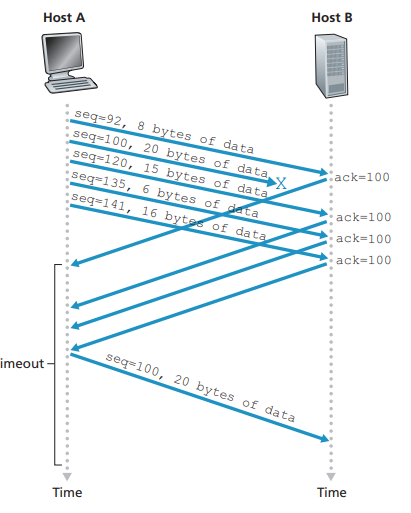 Host A
Host B
seq=92, 8 bytes of data
seq=100, 20 bytes of data
X
seq=120, 15 bytes of data
seq=135, 6 bytes of data
seq=141, 16 bytes of data
ack=100
ack=100
ack=100
ack=100
imeout
seq=100, 20 bytes of data
Time
Time